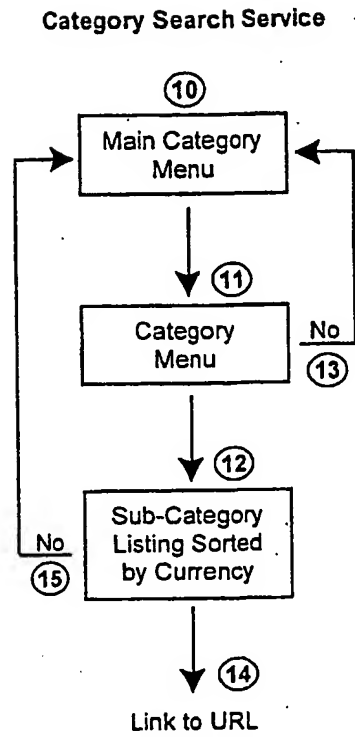 Category Search Service
10
Main Category
Menu
11
Category
Menu
No
13
12
Sub-Category
Listing Sorted
by Currency
No
15
14
Link to URL